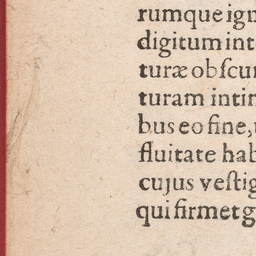 rumque ign
digitum int
turæ obſcur
turam intin
bus eo fine,
fluitate hab
cujus veſtig
qui firmet g